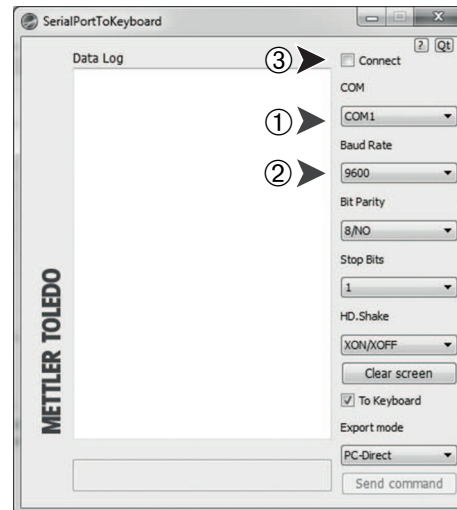 SerialPortToKeyboard
? Qt
Data Log
③ Connect
COM
① COM1
Baud Rate
② 9600
Bit Parity
8/NO
Stop Bits
1
HD.Shake
XON/XOFF
Clear screen
To Keyboard
Export mode
PC-Direct
Send command
METTLER TOLEDO